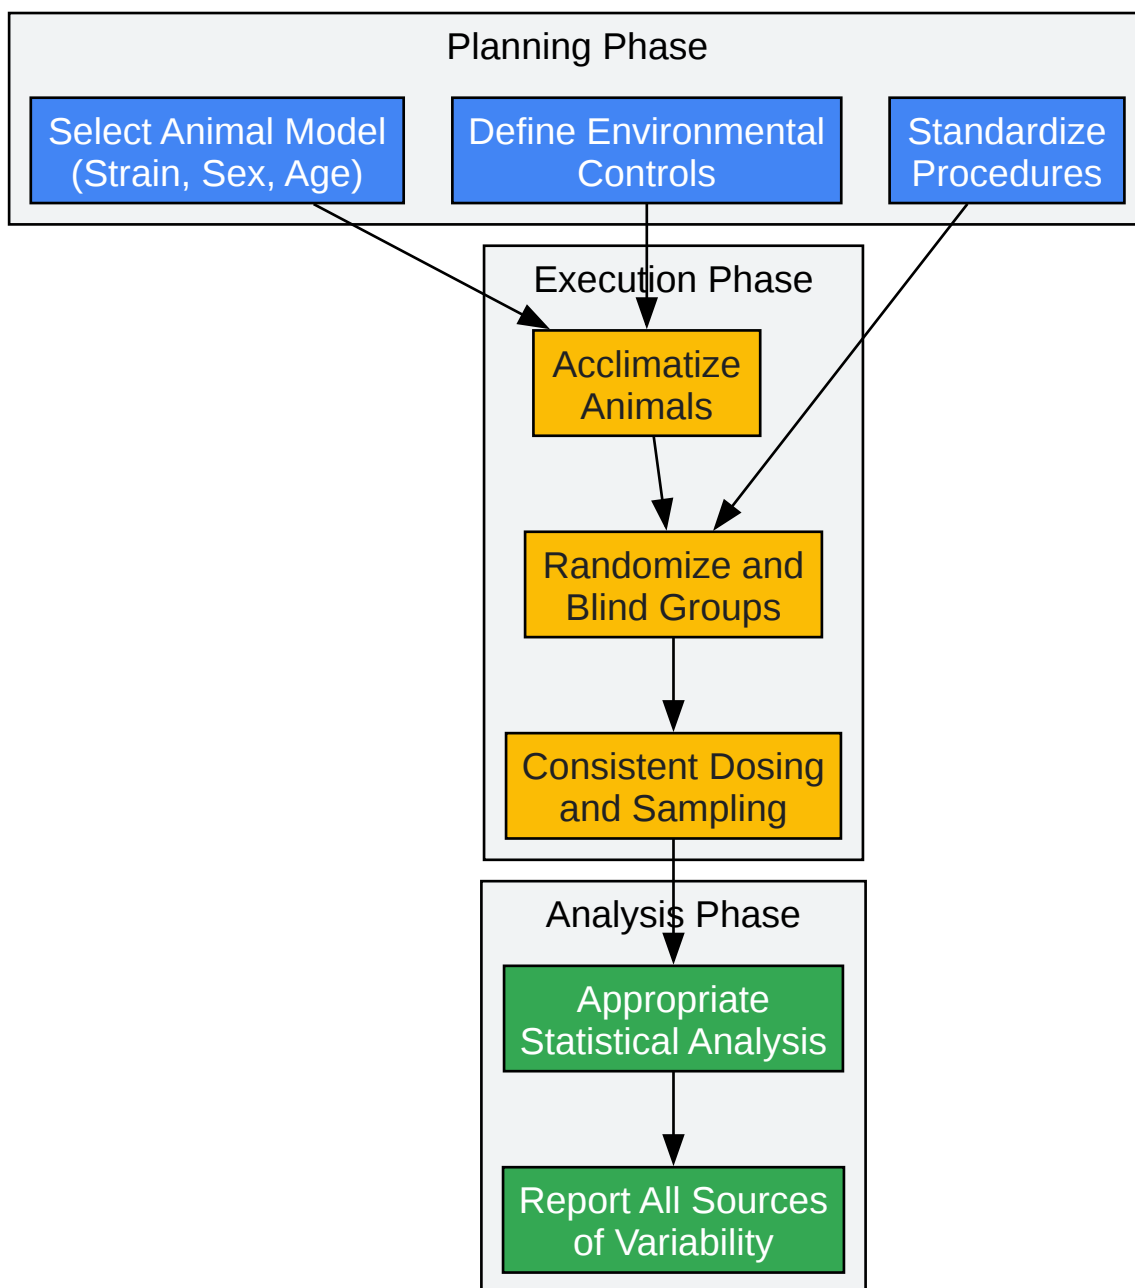 Planning Phase
Select Animal Model
(Strain, Sex, Age)
Define Environmental
Controls
Standardize
Procedures
Execution Phase
Acclimatize
Animals
Randomize and
Blind Groups
Consistent Dosing
and Sampling
Analysis Phase
Appropriate
Statistical Analysis
Report All Sources
of Variability